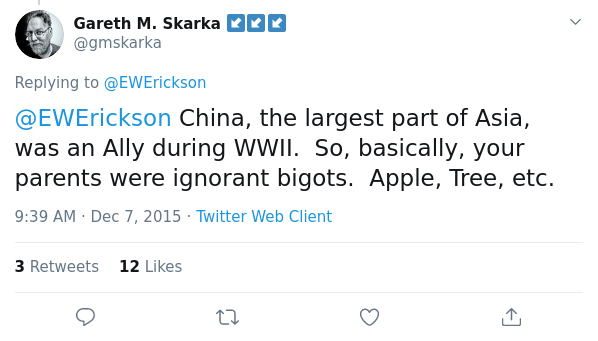 Gareth M. Skarka ↙️↙️↙️
@gmskarka
Replying to @EWErickson
@EWErickson China, the largest part of Asia,
was an Ally during WWII.  So, basically, your
parents were ignorant bigots.  Apple, Tree, etc.
9:39 AM · Dec 7, 2015 · Twitter Web Client
3 Retweets 12 Likes